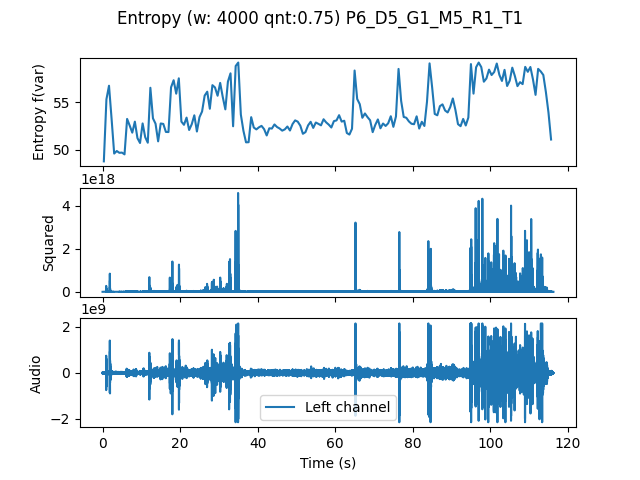 Entropy (w: 4000 qnt:0.75) P6_D5_G1_M5_R1_T1
Entropy f(var)
55
50
1e18
Squared
4
2
0
1e9
Audio
2
0
−2
Left channel
0 20 40 60 80 100 120
Time (s)